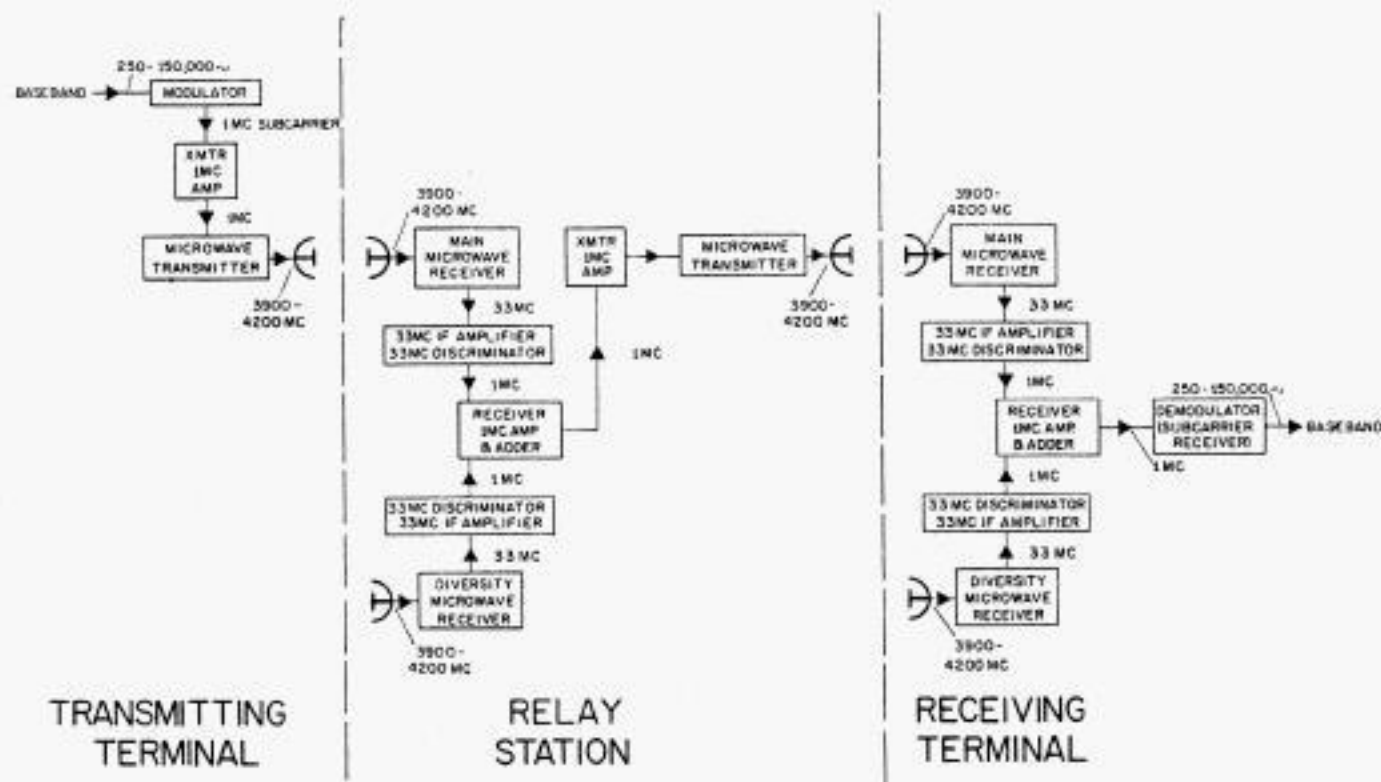 250-150,000~
BASEBAND
MODULATOR
1MC SUBCARRIER
XMTR
1MC
AMP
1MC
MICROWAVE
TRANSMITTER
3900-
4200 MC
TRANSMITTING
TERMINAL
3900-
4200 MC
MAIN
MICROWAVE
RECEIVER
33MC
33MC IF AMPLIFIER
33MC DISCRIMINATOR
1MC
RECEIVER
1MC AMP
& ADDER
1MC
33MC DISCRIMINATOR
33MC IF AMPLIFIER
33MC
DIVERSITY
MICROWAVE
RECEIVER
3900-
4200 MC
XMTR
1MC
AMP
1MC
MICROWAVE
TRANSMITTER
3900-
4200 MC
RELAY
STATION
3900-
4200 MC
MAIN
MICROWAVE
RECEIVER
33MC
33MC IF AMPLIFIER
33MC DISCRIMINATOR
1MC
RECEIVER
1MC AMP
& ADDER
1MC
250-150,000~
DEMODULATOR
(SUBCARRIER
RECEIVER)
BASEBAND
1MC
33MC DISCRIMINATOR
33MC IF AMPLIFIER
33MC
DIVERSITY
MICROWAVE
RECEIVER
3900-
4200 MC
RECEIVING
TERMINAL